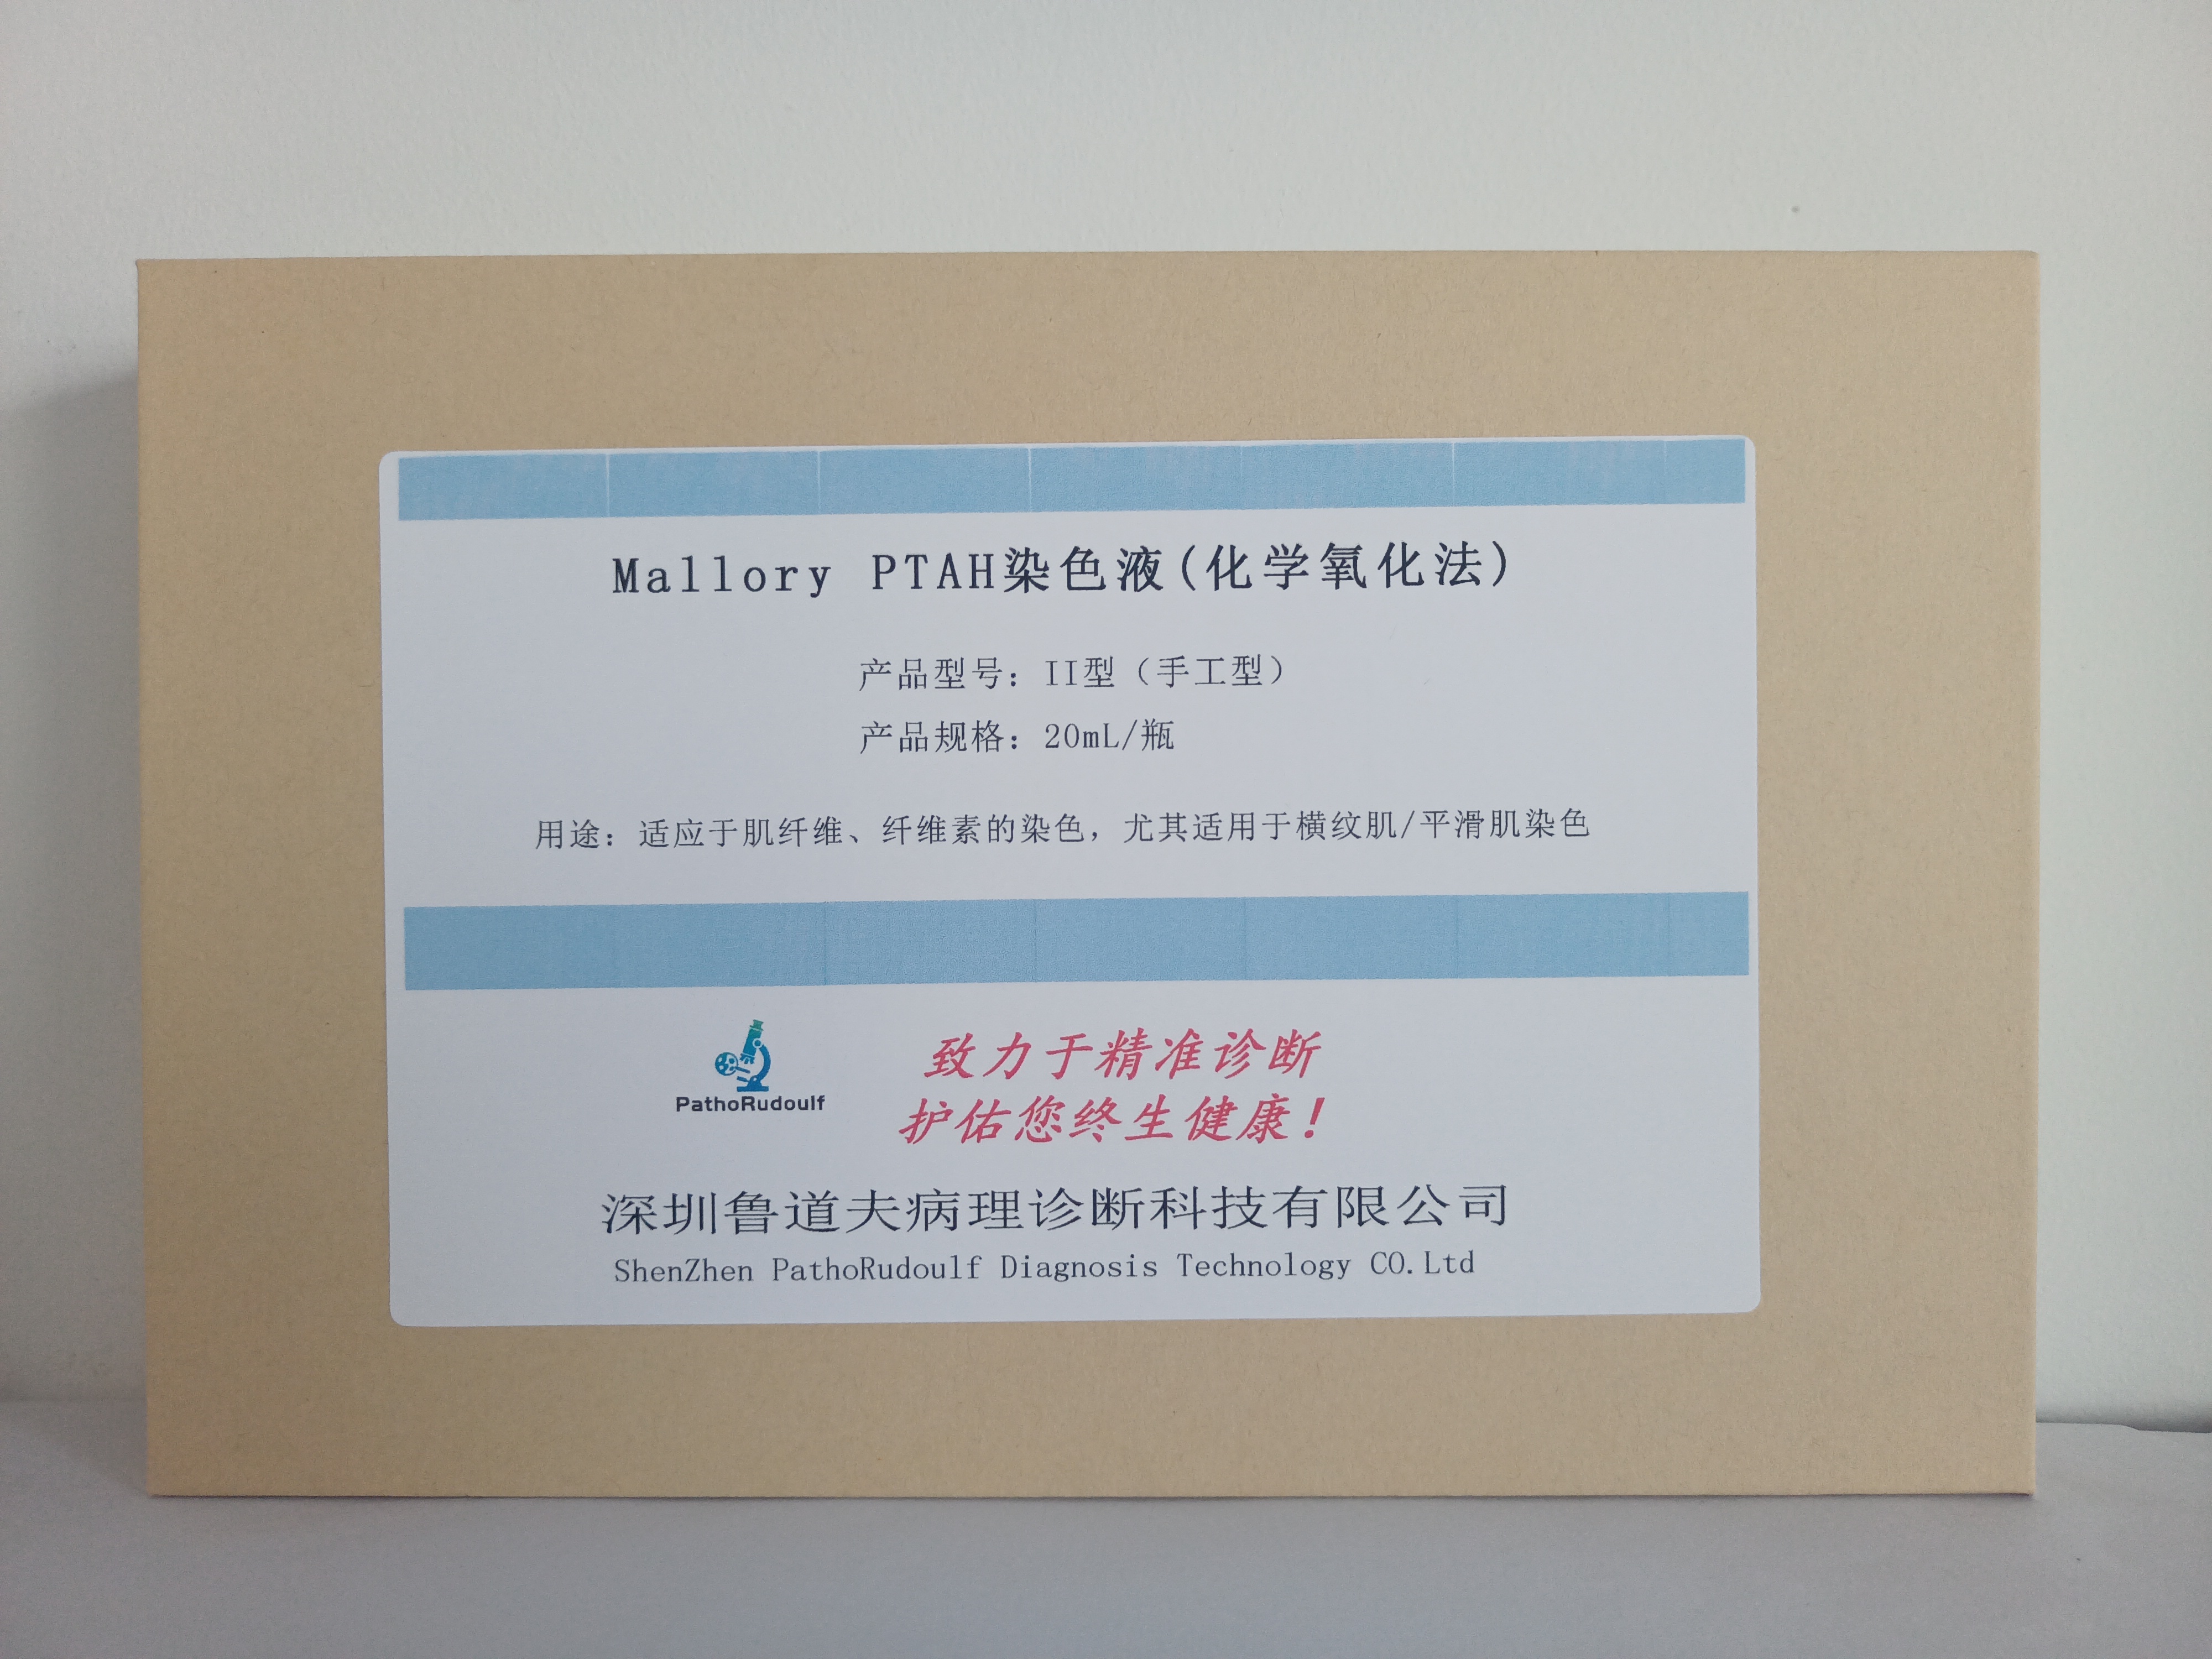 Mallory PTAH染色液(化学氧化法)
产品型号：II型（手工型）
产品规格：20mL/瓶
用途：适应于肌纤维、纤维素的染色，尤其适用于横纹肌/平滑肌染色
致力于精准诊断
护佑您终生健康！
PathoRudoulf
深圳鲁道夫病理诊断科技有限公司
ShenZhen PathoRudoulf Diagnosis Technology CO.Ltd